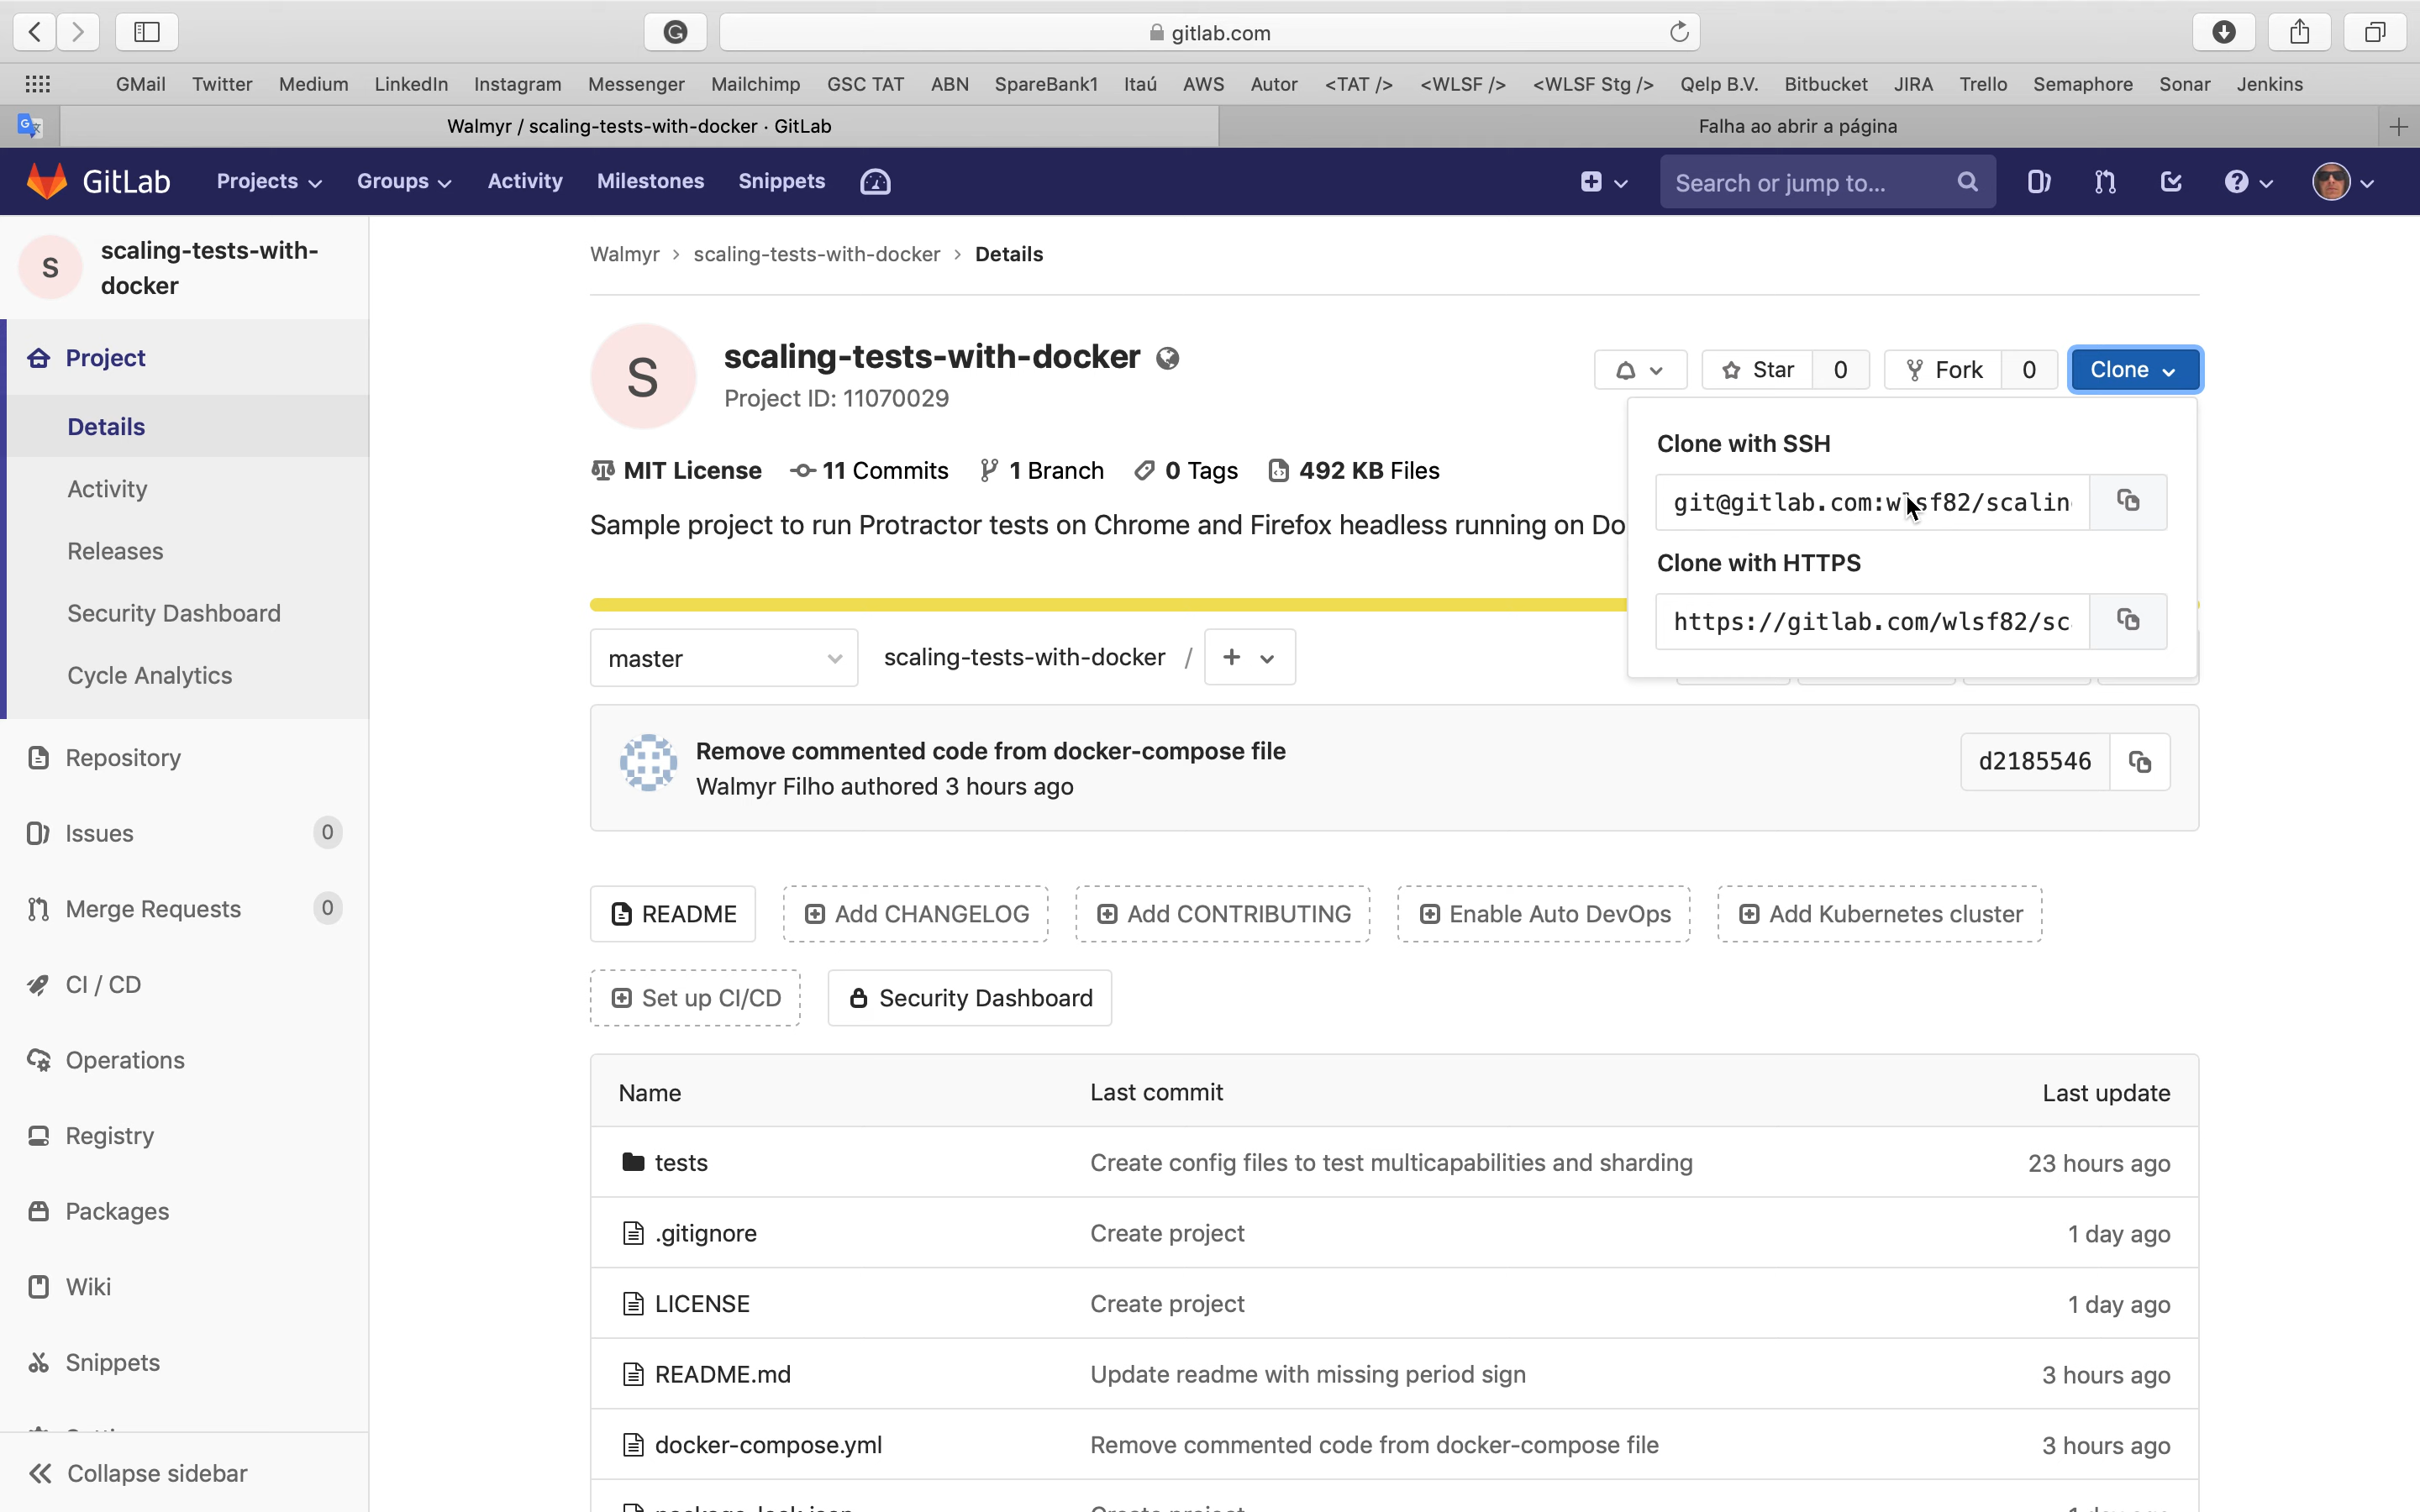 gitlab.com
GMail Twitter Medium LinkedIn Instagram Messenger Mailchimp GSC TAT ABN SpareBank1 Itaú AWS Autor <TAT /> <WLSF /> <WLSF Stg /> Qelp B.V. Bitbucket JIRA Trello Semaphore Sonar Jenkins
Walmyr / scaling-tests-with-docker · GitLab
Falha ao abrir a página
GitLab Projects Groups Activity Milestones Snippets Search or jump to...
S
scaling-tests-with-
docker
Project
Details
Activity
Releases
Security Dashboard
Cycle Analytics
Repository
Issues 0
Merge Requests 0
CI / CD
Operations
Registry
Packages
Wiki
Snippets
Collapse sidebar
Walmyr > scaling-tests-with-docker > Details
S
scaling-tests-with-docker
Project ID: 11070029
Star 0 Fork 0 Clone
MIT License 11 Commits 1 Branch 0 Tags 492 KB Files
Sample project to run Protractor tests on Chrome and Firefox headless running on Do
Clone with SSH
git@gitlab.com:wlsf82/scalin
Clone with HTTPS
https://gitlab.com/wlsf82/sc
master scaling-tests-with-docker / +
Remove commented code from docker-compose file
Walmyr Filho authored 3 hours ago
d2185546
README Add CHANGELOG Add CONTRIBUTING Enable Auto DevOps Add Kubernetes cluster
Set up CI/CD Security Dashboard
Name Last commit Last update
tests Create config files to test multicapabilities and sharding 23 hours ago
.gitignore Create project 1 day ago
LICENSE Create project 1 day ago
README.md Update readme with missing period sign 3 hours ago
docker-compose.yml Remove commented code from docker-compose file 3 hours ago